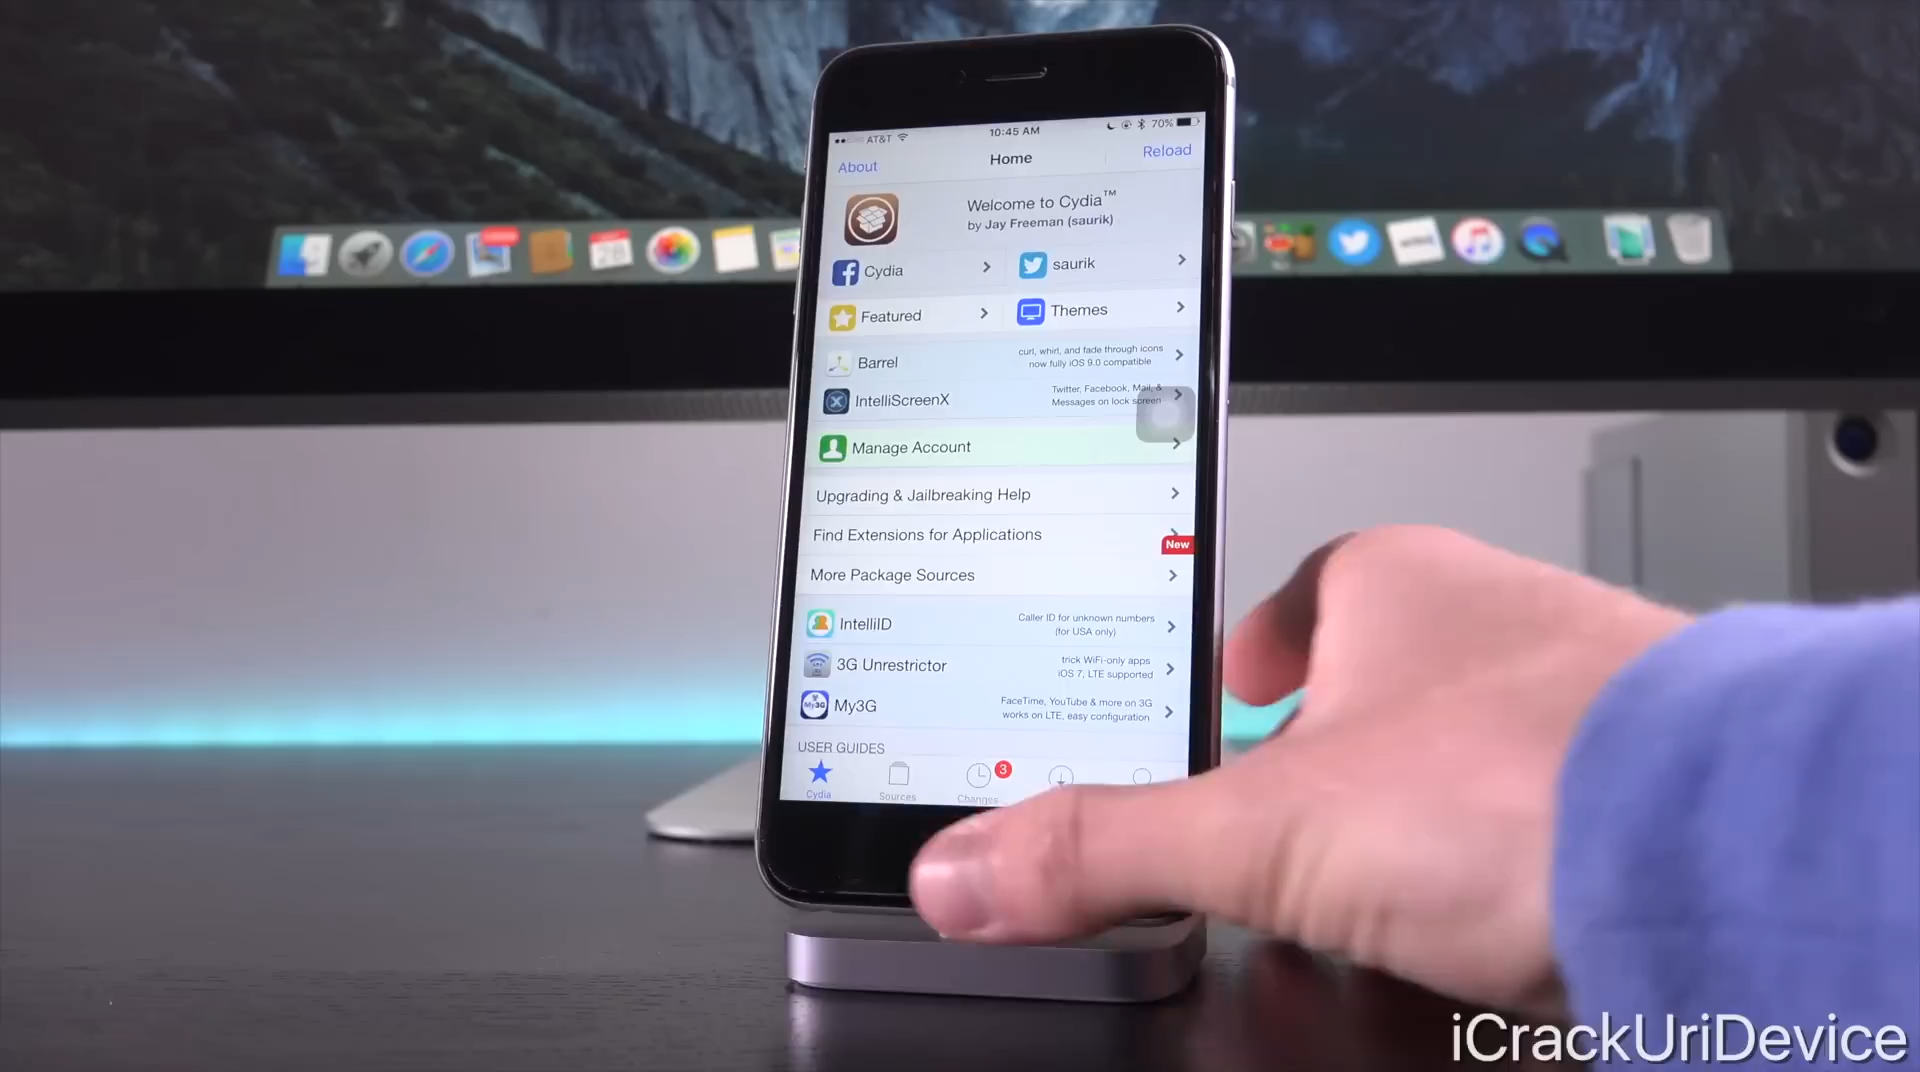 AT&T
10:45 AM
70%
About
Home
Reload
Welcome to Cydia™
by Jay Freeman (saurik)
Cydia
saurik
Featured
Themes
Barrel
curl, whirl, and fade through icons
now fully iOS 9.0 compatible
IntelliScreenX
Twitter, Facebook, Mail, &
Messages on lock screen
Manage Account
Upgrading & Jailbreaking Help
Find Extensions for Applications
New
More Package Sources
IntelliID
Caller ID for unknown numbers
(for USA only)
3G Unrestrictor
trick WiFi-only apps
iOS 7, LTE supported
My3G
My3G
FaceTime, YouTube & more on 3G
works on LTE, easy configuration
USER GUIDES
3
Cydia
Sources
Changes
iCrackUriDevice